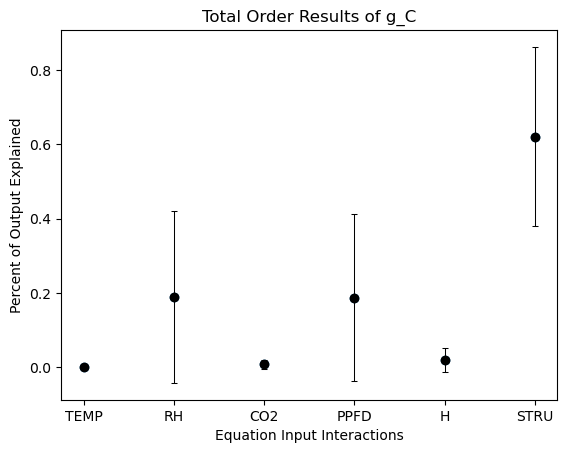 Total Order Results of g_C
Percent of Output Explained
0.8
0.6
0.4
0.2
0.0
TEMP RH CO2 PPFD H STRU
Equation Input Interactions